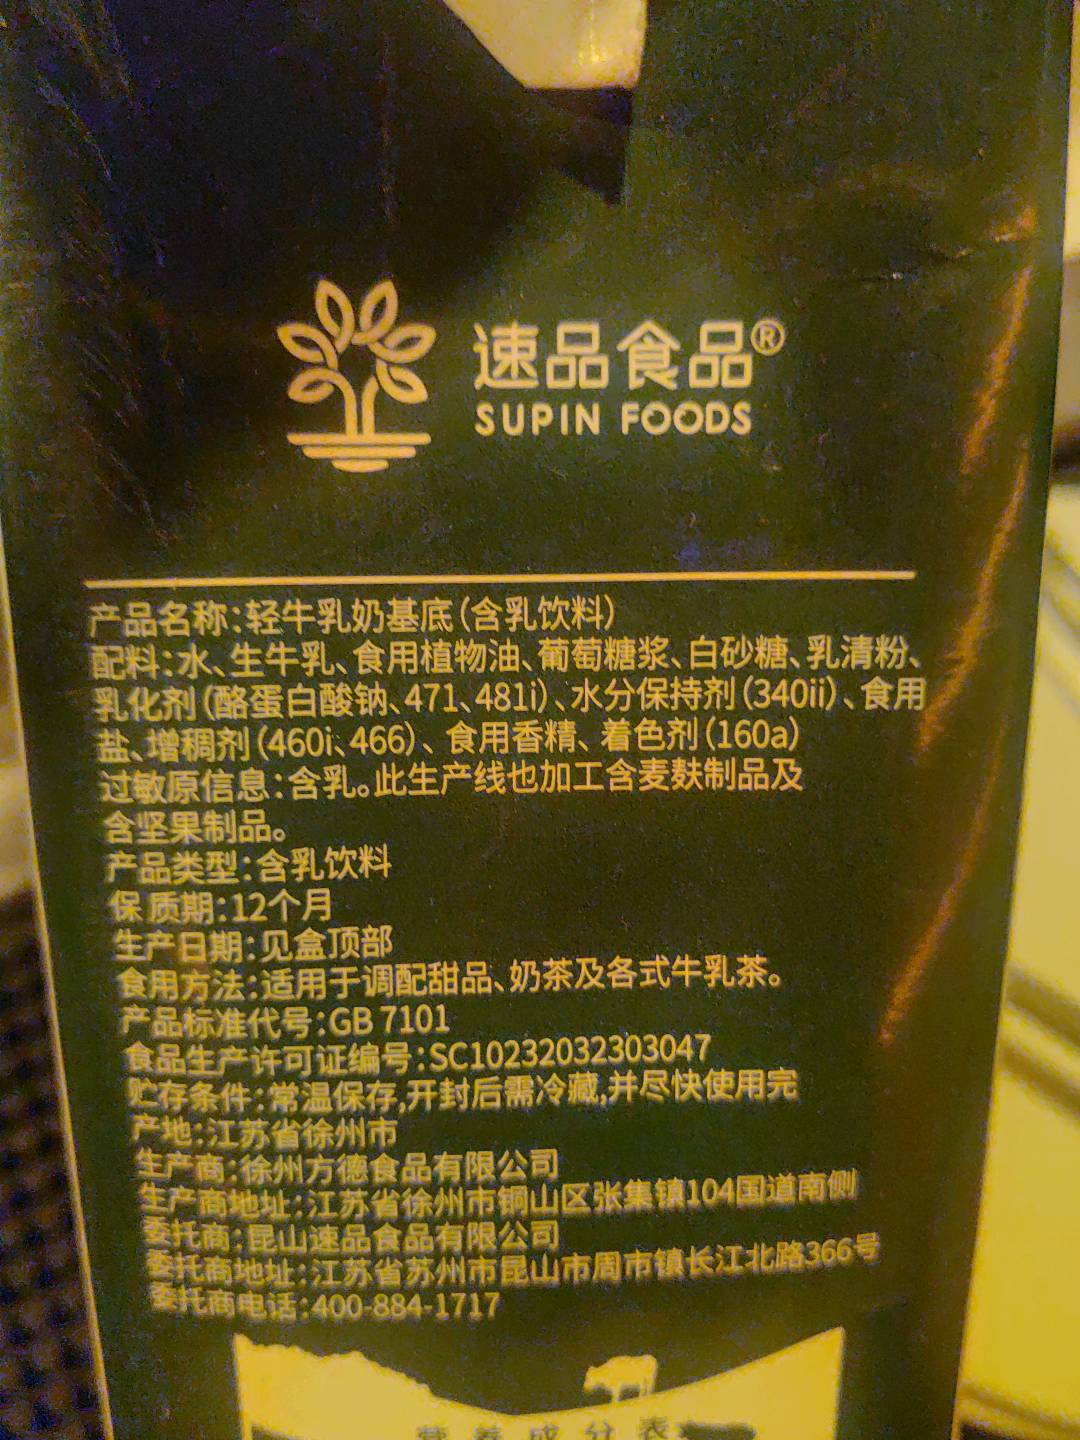 速品食品®
SUPIN FOODS
产品名称:轻牛乳奶基底(含乳饮料)
配料:水、生牛乳、食用植物油、葡萄糖浆、白砂糖、乳清粉、
乳化剂(酪蛋白酸钠、471、481i)、水分保持剂(340ii)、食用
盐、增稠剂(460i、466)、食用香精、着色剂(160a)
过敏原信息:含乳。此生产线也加工含麦麸制品及
含坚果制品。
产品类型:含乳饮料
保质期:12个月
生产日期:见盒顶部
食用方法:适用于调配甜品、奶茶及各式牛乳茶。
产品标准代号:GB 7101
食品生产许可证编号:SC10232032303047
贮存条件:常温保存,开封后需冷藏,并尽快使用完
产地:江苏省徐州市
生产商:徐州方德食品有限公司
生产商地址:江苏省徐州市铜山区张集镇104国道南侧
委托商:昆山速品食品有限公司
委托商地址:江苏省苏州市昆山市周市镇长江北路366号
委托商电话:400-884-1717
营养成分表